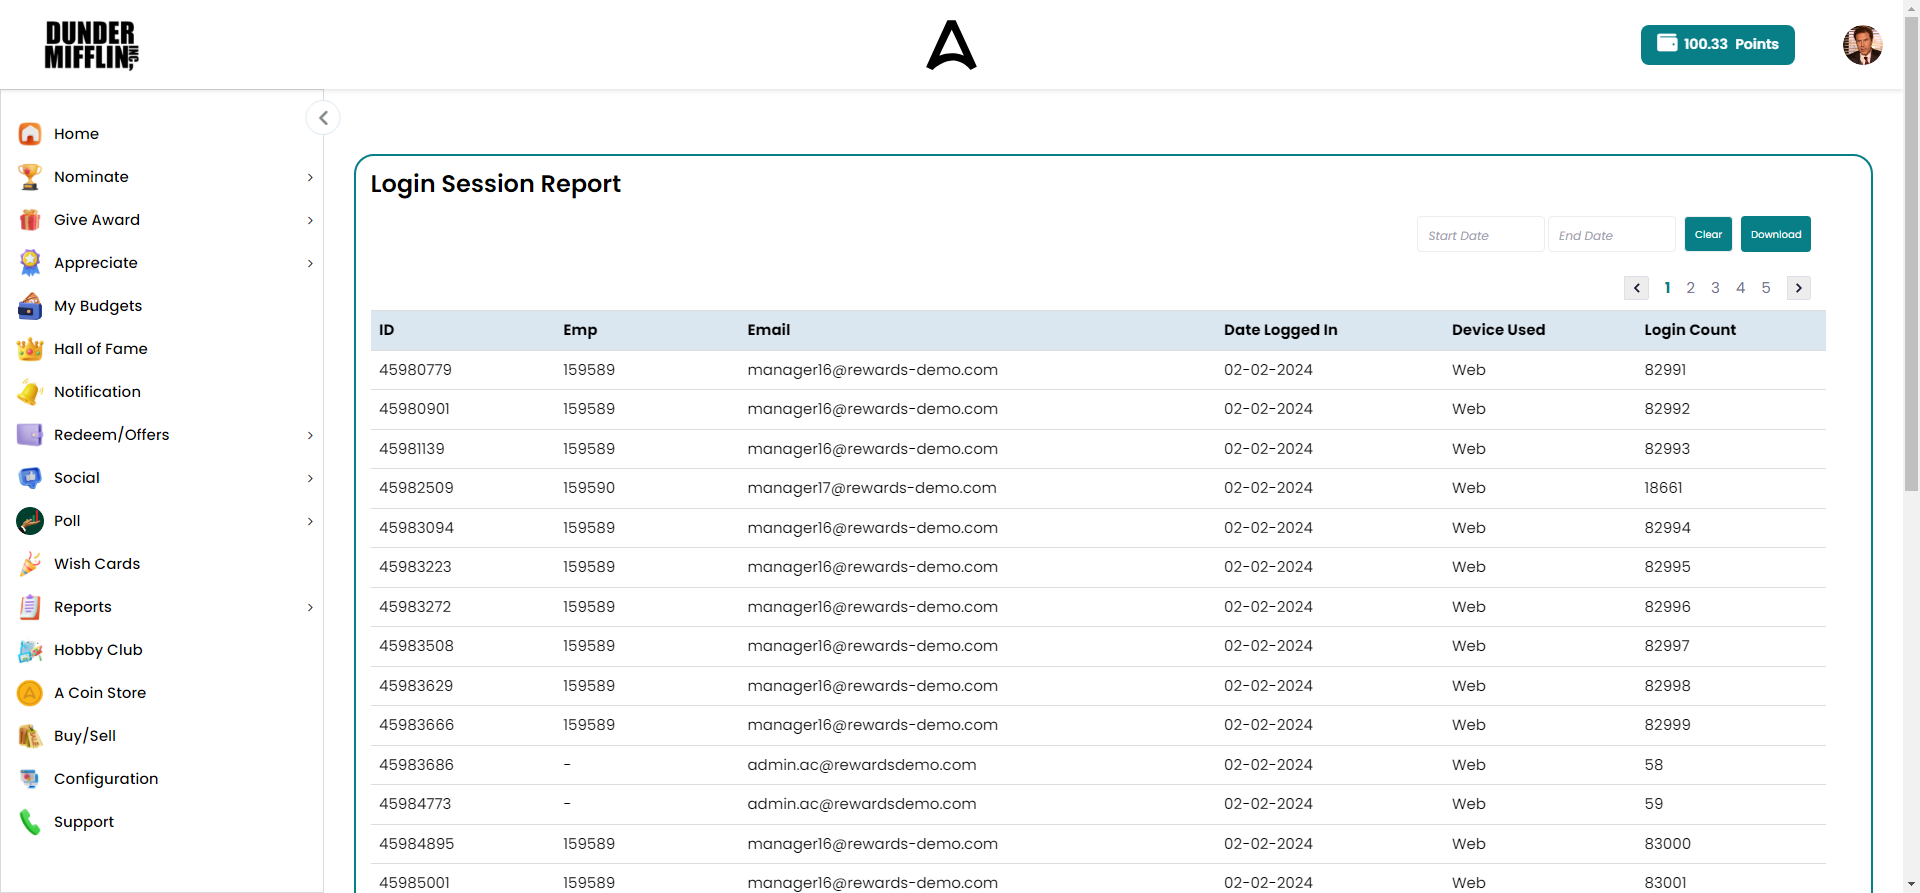 DUNDER
MIFFLIN INC,
100.33 Points
Home
Nominate
Give Award
Appreciate
My Budgets
Hall of Fame
Notification
Redeem/Offers
Social
Poll
Wish Cards
Reports
Hobby Club
A Coin Store
Buy/Sell
Configuration
Support
Login Session Report
Start Date End Date Clear Download
1 2 3 4 5
ID Emp Email Date Logged In Device Used Login Count
45980779 159589 manager16@rewards-demo.com 02-02-2024 Web 82991
45980901 159589 manager16@rewards-demo.com 02-02-2024 Web 82992
45981139 159589 manager16@rewards-demo.com 02-02-2024 Web 82993
45982509 159590 manager17@rewards-demo.com 02-02-2024 Web 18661
45983094 159589 manager16@rewards-demo.com 02-02-2024 Web 82994
45983223 159589 manager16@rewards-demo.com 02-02-2024 Web 82995
45983272 159589 manager16@rewards-demo.com 02-02-2024 Web 82996
45983508 159589 manager16@rewards-demo.com 02-02-2024 Web 82997
45983629 159589 manager16@rewards-demo.com 02-02-2024 Web 82998
45983666 159589 manager16@rewards-demo.com 02-02-2024 Web 82999
45983686 - admin.ac@rewardsdemo.com 02-02-2024 Web 58
45984773 - admin.ac@rewardsdemo.com 02-02-2024 Web 59
45984895 159589 manager16@rewards-demo.com 02-02-2024 Web 83000
45985001 159589 manager16@rewards-demo.com 02-02-2024 Web 83001